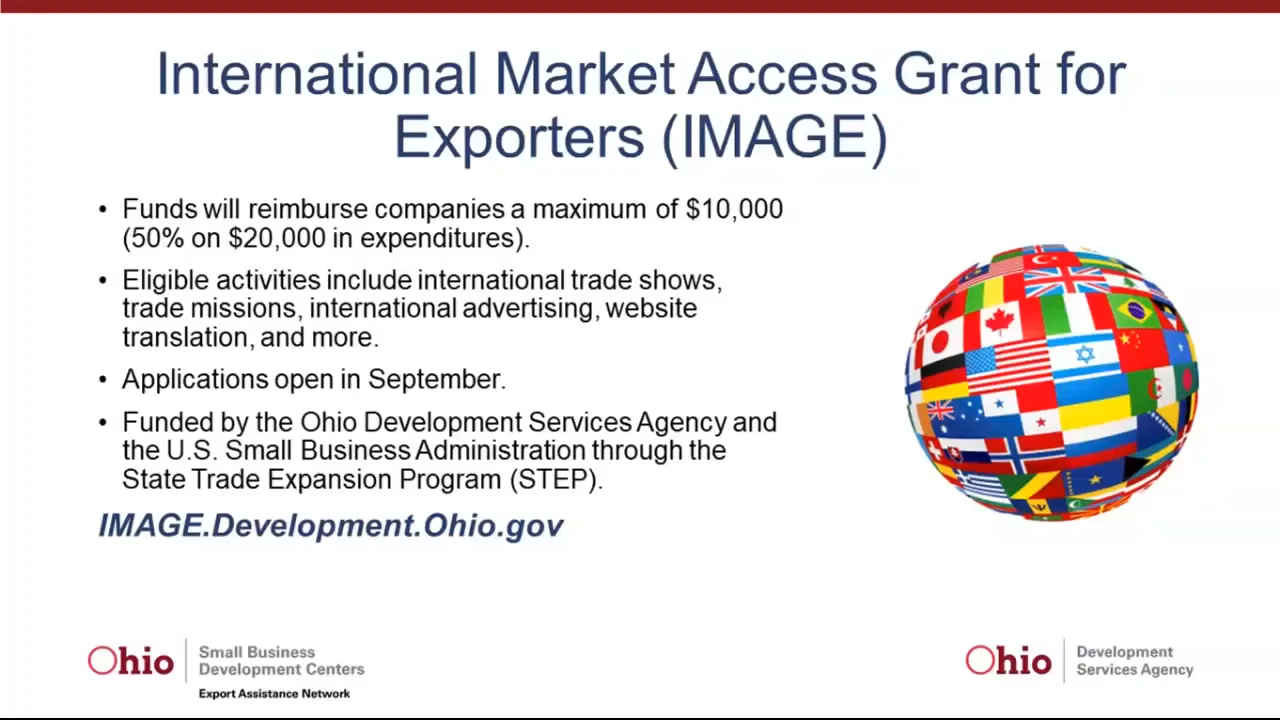 International Market Access Grant for
Exporters (IMAGE)
• Funds will reimburse companies a maximum of $10,000
(50% on $20,000 in expenditures).
• Eligible activities include international trade shows,
trade missions, international advertising, website
translation, and more.
• Applications open in September.
• Funded by the Ohio Development Services Agency and
the U.S. Small Business Administration through the
State Trade Expansion Program (STEP).
IMAGE.Development.Ohio.gov
Ohio
Small Business
Development Centers
Export Assistance Network
Ohio
Development
Services Agency